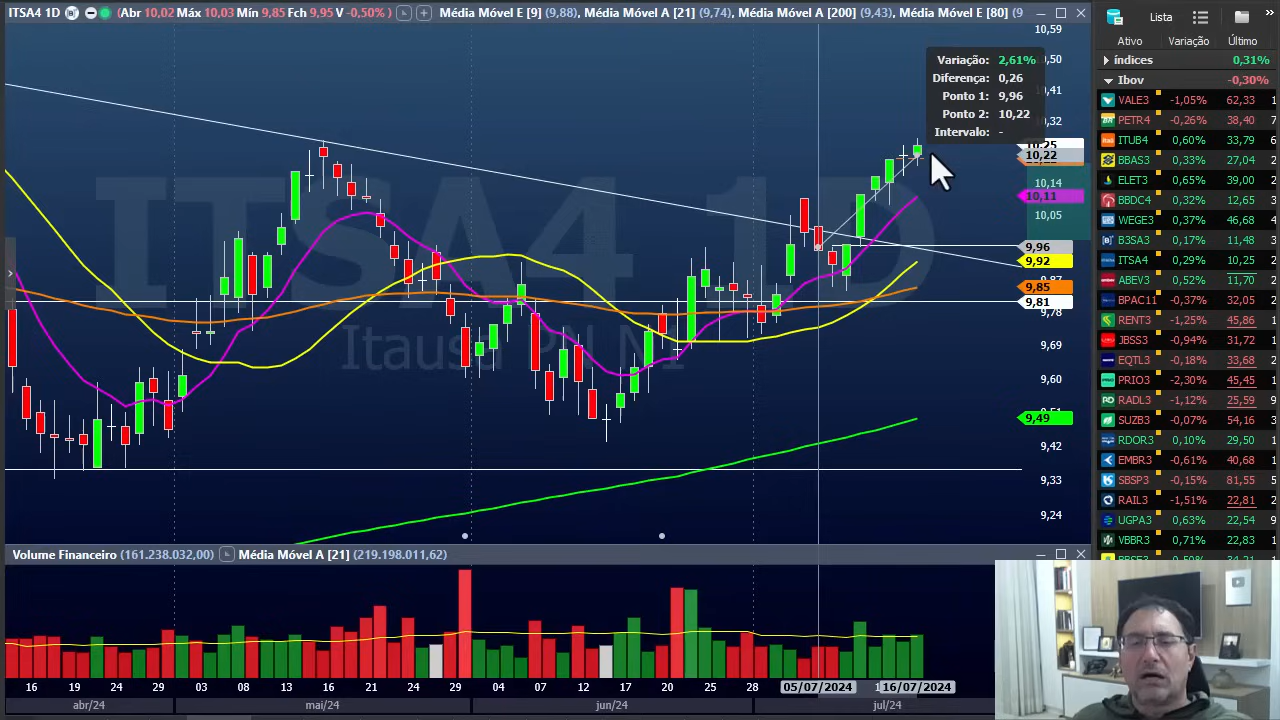 ITSA4 1D (Abr 10,02 Máx 10,03 Mín 9,85 Fch 9,95 V -0,50%) Média Móvel E [9] (9,88), Média Móvel A [21] (9,74), Média Móvel A [200] (9,43), Média Móvel E [80] (9
Variação: 2,61%
Diferença: 0,26
Ponto 1: 9,96
Ponto 2: 10,22
Intervalo: -
ITSA4 1D
Itausa PN N1
10,59
10,50
10,41
10,32
10,25
10,22
10,14
10,11
10,05
9,96
9,92
9,87
9,85
9,81
9,78
9,69
9,60
9,51
9,49
9,42
9,33
9,24
Volume Financeiro (161.238.032,00) Média Móvel A [21] (219.198.011,62)
16 19 24 29 03 08 13 16 21 24 29 04 07 12 17 20 25 28 05/07/2024 16/07/2024
abr/24 mai/24 jun/24 jul/24
Lista
Ativo Variação Último
índices 0,31%
Ibov -0,30%
VALE3 -1,05% 62,33
PETR4 -0,26% 38,40
ITUB4 0,60% 33,79
BBAS3 0,33% 27,04
ELET3 0,65% 39,00
BBDC4 0,32% 12,65
WEGE3 0,37% 46,68
B3SA3 0,17% 11,48
ITSA4 0,29% 10,25
ABEV3 0,52% 11,70
BPAC11 -0,37% 32,05
RENT3 -1,25% 45,86
JBSS3 -0,94% 31,72
EQTL3 -0,18% 33,68
PRIO3 -2,30% 45,45
RADL3 -1,12% 25,59
SUZB3 -0,07% 54,16
RDOR3 0,10% 29,50
EMBR3 -0,61% 40,68
SBSP3 -0,15% 81,55
RAIL3 -1,51% 22,81
UGPA3 0,63% 22,54
VBBR3 0,71% 22,83